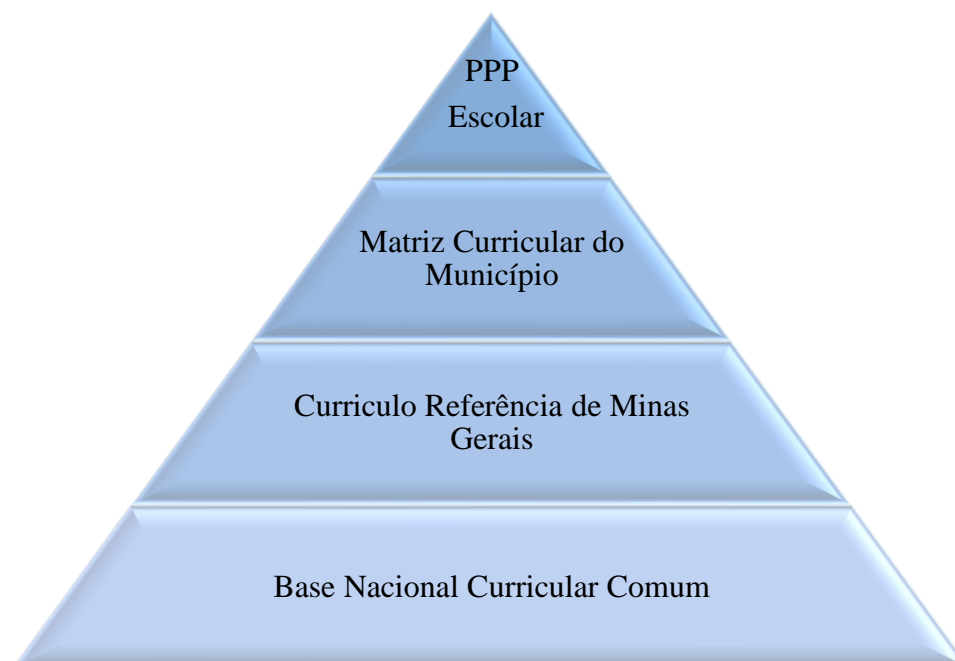 PPP
Escolar
Matriz Curricular do
Município
Curriculo Referência de Minas
Gerais
Base Nacional Curricular Comum